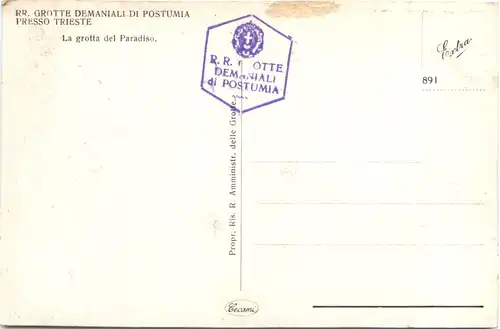 RR. GROTTE DEMANIALI DI POSTUMIA
PRESSO TRIESTE
La grotta del Paradiso.
R. R. G OTTE
DEMANIALI
di POSTUMIA
Extra
891
Propr. Ris. R. Amministr. delle Grotte.
Cecami